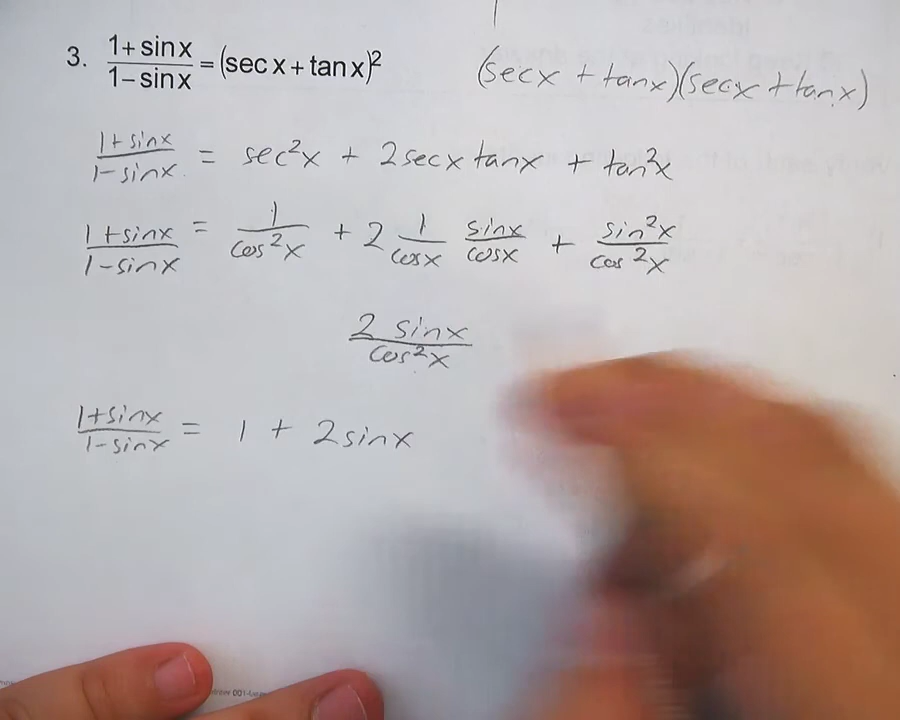 3. 1+sinx/1−sinx = (sec x + tan x)²
(secx + tanx)(secx + tanx)
1+sinx/1−sinx = sec²x + 2secx tanx + tan²x
1+sinx/1−sinx = 1/cos²x + 2 1/cosx sinx/cosx + sin²x/cos²x
2 sinx/cos²x
1+sinx/1−sinx = 1 + 2sinx